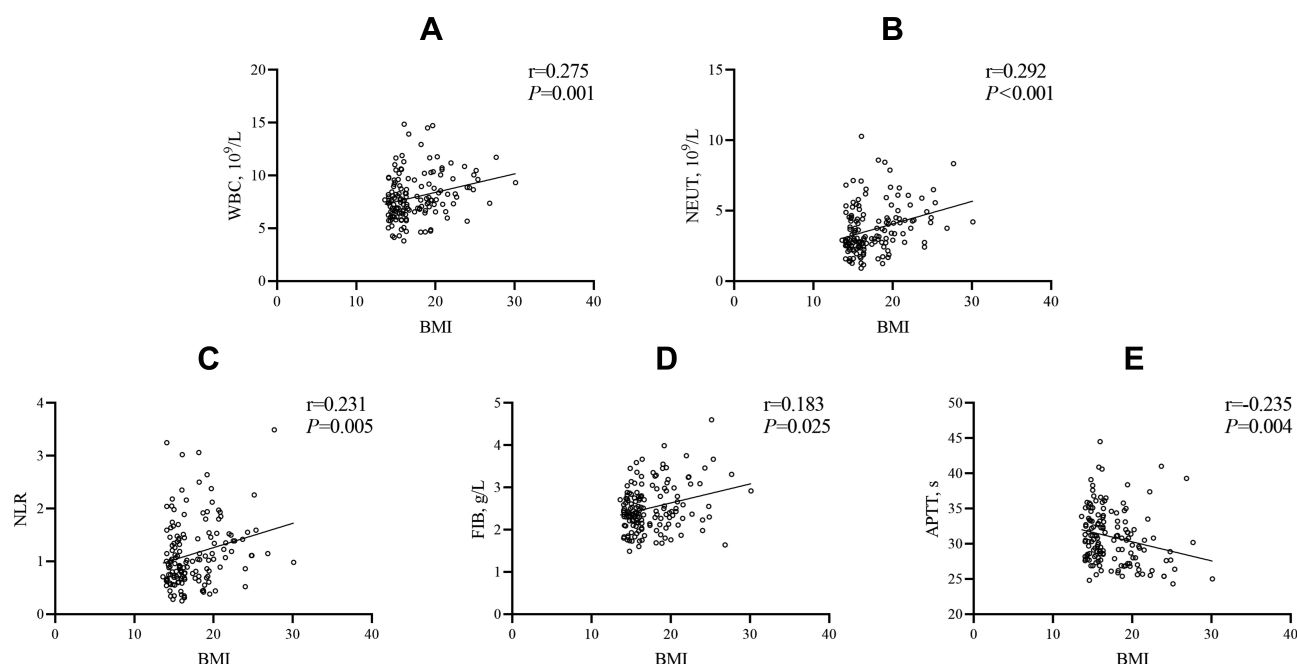 A
B
r=0.275
P=0.001
WBC, 10⁹/L
20
15
10
5
0
0 10 20 30 40
BMI
r=0.292
P<0.001
NEUT, 10⁹/L
15
10
5
0
0 10 20 30 40
BMI
C
D
E
r=0.231
P=0.005
NLR
4
3
2
1
0
0 10 20 30 40
BMI
r=0.183
P=0.025
FIB, g/L
5
4
3
2
1
0
0 10 20 30 40
BMI
r=-0.235
P=0.004
APTT, s
50
45
40
35
30
25
20
0 10 20 30 40
BMI